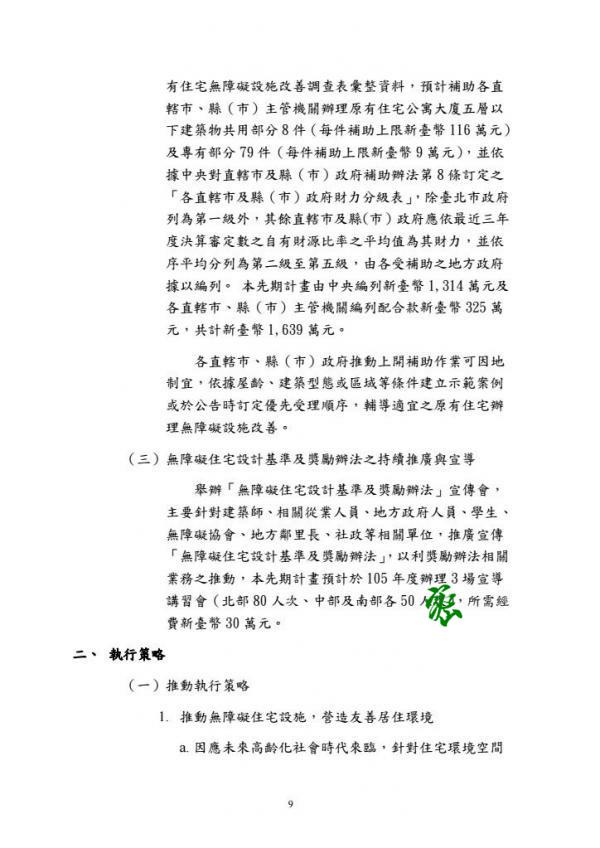 有住宅無障礙設施改善調查表彙整資料，預計補助各直
轄市、縣（市）主管機關辦理原有住宅公寓大廈五層以
下建築物共用部分 8 件（每件補助上限新臺幣 116 萬元）
及專有部分 79 件（每件補助上限新臺幣 9 萬元），並依
據中央對直轄市及縣（市）政府補助辦法第 8 條訂定之
「各直轄市及縣（市）政府財力分級表」，除臺北市政府
列為第一級外，其餘直轄市及縣(市）政府應依最近三年
度決算審定數之自有財源比率之平均值為其財力，並依
序平均分列為第二級至第五級，由各受補助之地方政府
據以編列。 本先期計畫由中央編列新臺幣 1,314 萬元及
各直轄市、縣（市）主管機關編列配合款新臺幣 325 萬
元，共計新臺幣 1,639 萬元。
各直轄市、縣（市）政府推動上開補助作業可因地
制宜，依據屋齡、建築型態或區域等條件建立示範案例
或於公告時訂定優先受理順序，輔導適宜之原有住宅辦
理無障礙設施改善。
（三）無障礙住宅設計基準及獎勵辦法之持續推廣與宣導
舉辦「無障礙住宅設計基準及獎勵辦法」宣傳會，
主要針對建築師、相關從業人員、地方政府人員、學生、
無障礙協會、地方鄰里長、社政等相關單位，推廣宣傳
「無障礙住宅設計基準及獎勵辦法」，以利獎勵辦法相關
業務之推動，本先期計畫預計於 105 年度辦理 3 場宣導
講習會（北部 80 人次、中部及南部各 50 人，所需經
費新臺幣 30 萬元。
二、 執行策略
（一）推動執行策略
1. 推動無障礙住宅設施，營造友善居住環境
a. 因應未來高齡化社會時代來臨，針對住宅環境空間
9